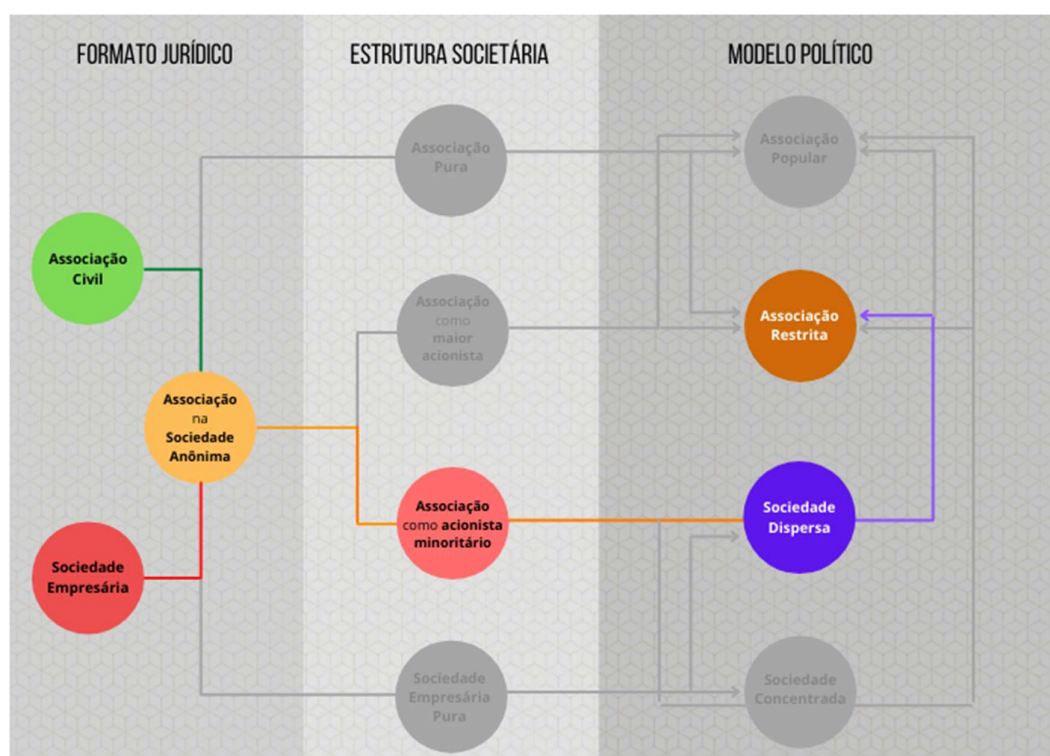 FORMATO JURÍDICO
ESTRUTURA SOCIETÁRIA
MODELO POLÍTICO
Associação
Civil
Associação
na
Sociedade
Anônima
Sociedade
Empresária
Associação
Pura
Associação
como
maior
acionista
Associação
como acionista
minoritário
Sociedade
Empresária
Pura
Associação
Popular
Associação
Restrita
Sociedade
Dispersa
Sociedade
Concentrada